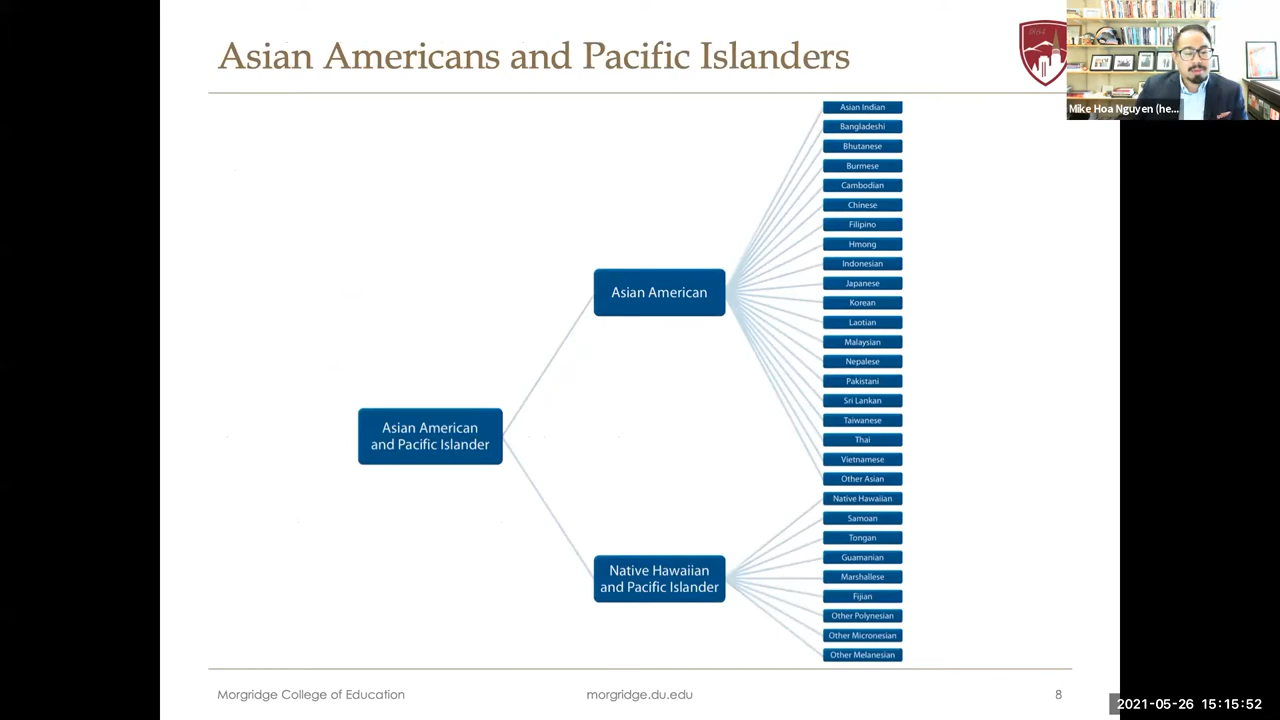 Asian Americans and Pacific Islanders
1864
Mike Hoa Nguyen (he...
Asian American
and Pacific Islander
Asian American
Native Hawaiian
and Pacific Islander
Asian Indian
Bangladeshi
Bhutanese
Burmese
Cambodian
Chinese
Filipino
Hmong
Indonesian
Japanese
Korean
Laotian
Malaysian
Nepalese
Pakistani
Sri Lankan
Taiwanese
Thai
Vietnamese
Other Asian
Native Hawaiian
Samoan
Tongan
Guamanian
Marshallese
Fijian
Other Polynesian
Other Micronesian
Other Melanesian
Morgridge College of Education
morgridge.du.edu
8
2021-05-26 15:15:52